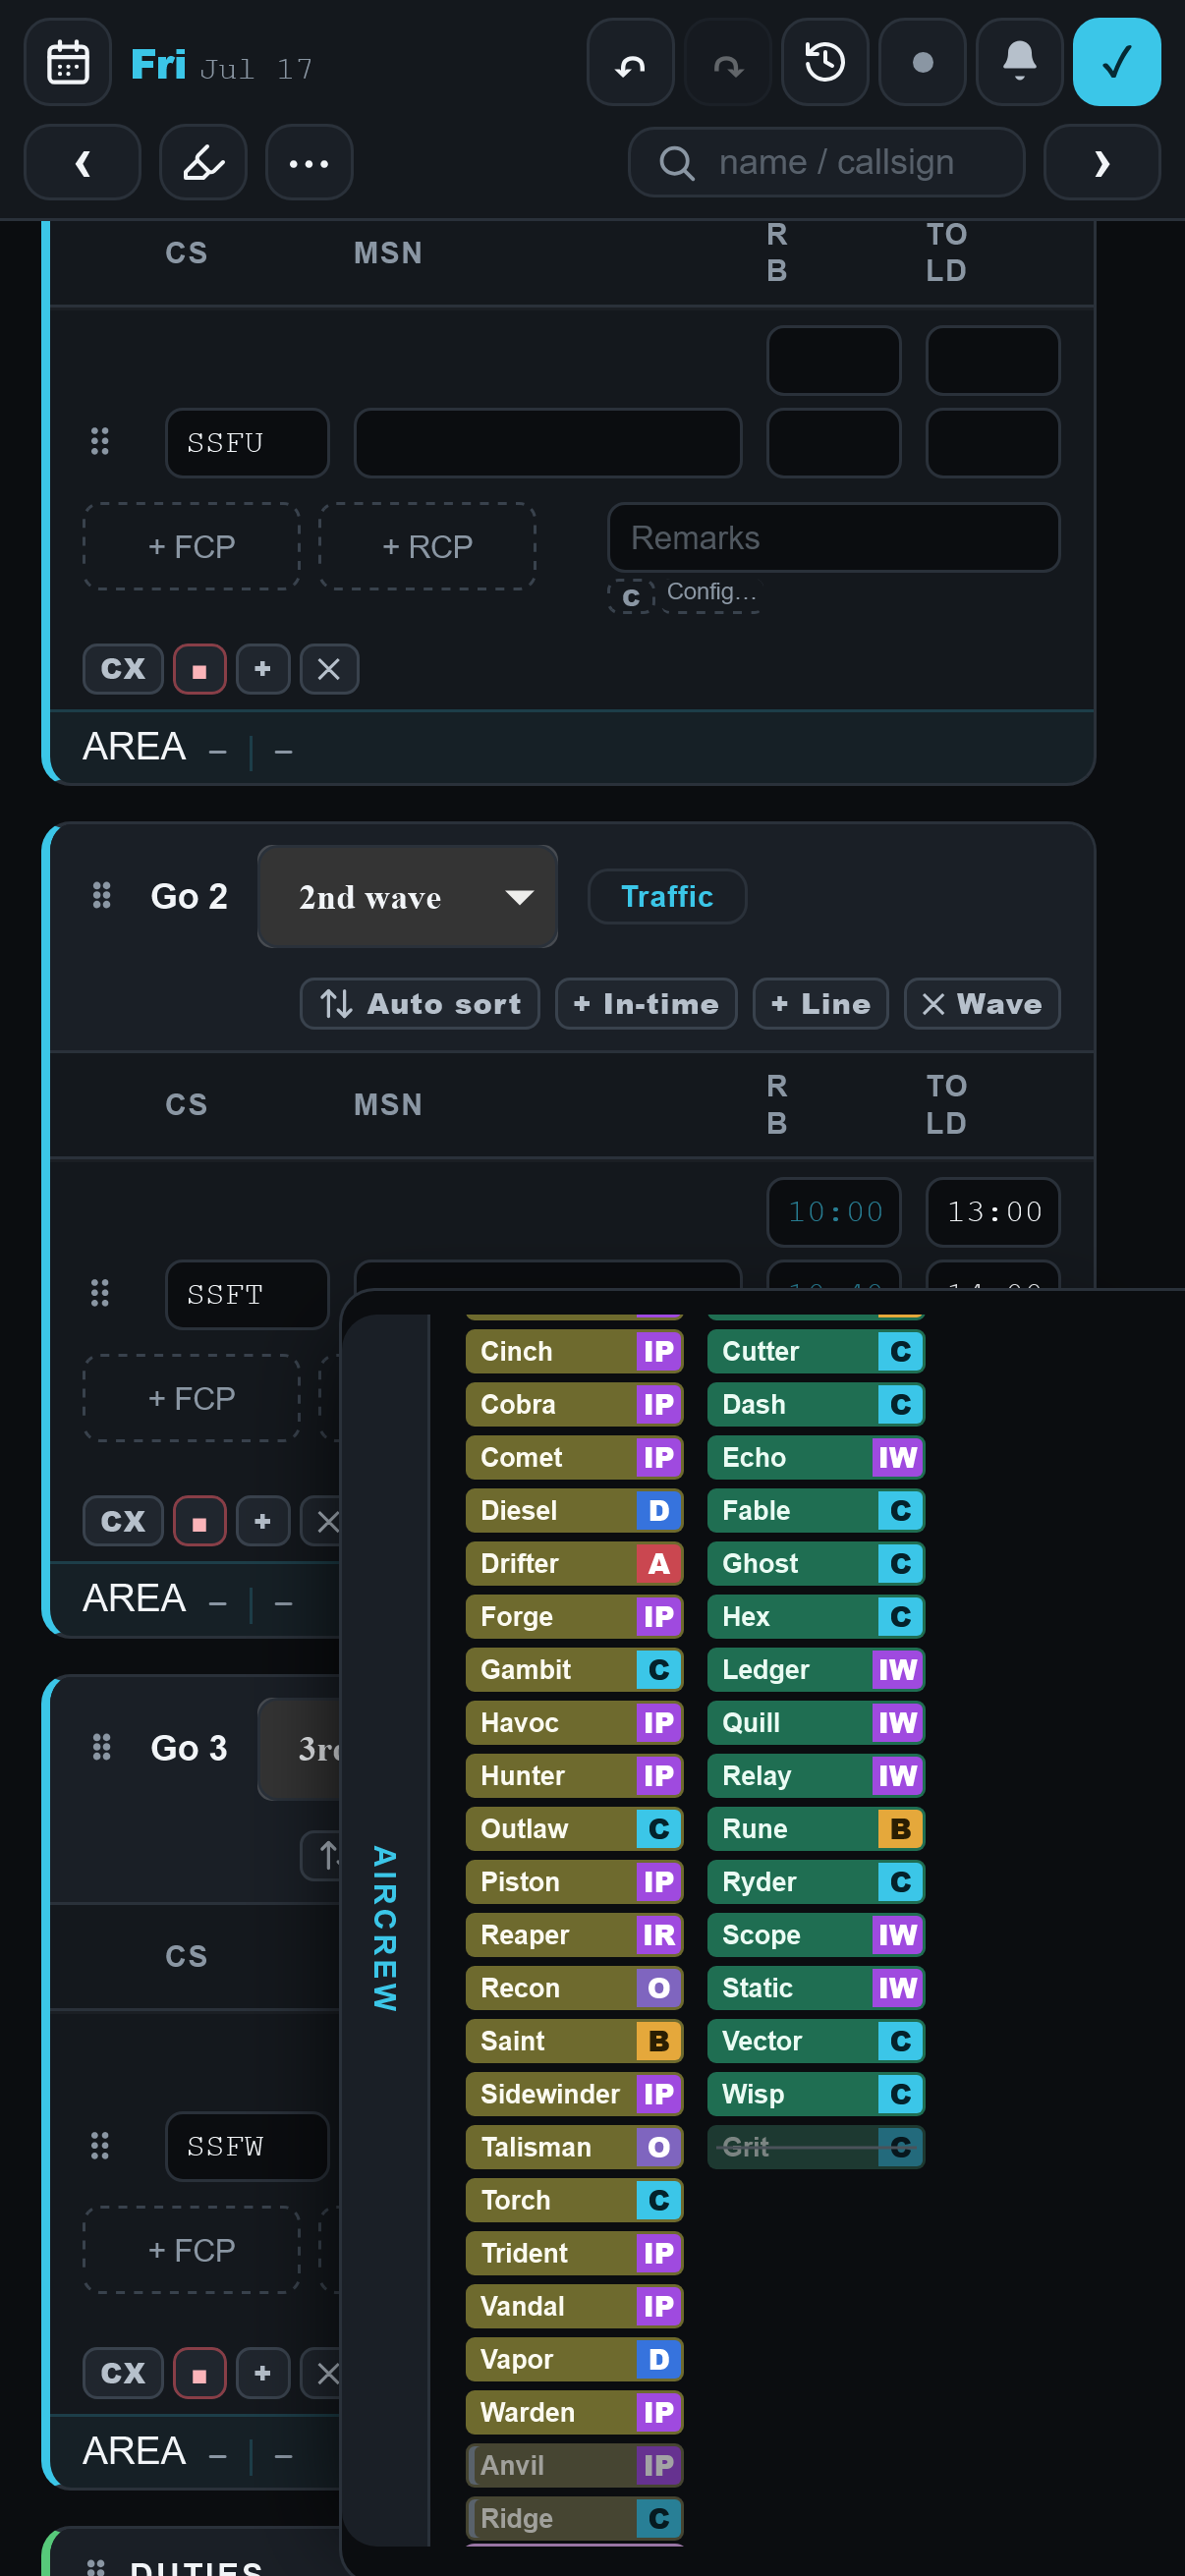 Fri Jul 17
name / callsign
CS MSN R TO
B LD
SSFU
+ FCP + RCP Remarks
C Config...
CX + ×
AREA – | –
Go 2 2nd wave Traffic
Auto sort + In-time + Line × Wave
CS MSN R TO
B LD
10:00 13:00
SSFT
+ FCP
CX + ×
AREA – | –
Go 3
CS
SSFW
+ FCP
CX + ×
AREA – | –
DUTIES
AIRCREW
Cinch IP Cutter C
Cobra IP Dash C
Comet IP Echo IW
Diesel D Fable C
Drifter A Ghost C
Forge IP Hex C
Gambit C Ledger IW
Havoc IP Quill IW
Hunter IP Relay IW
Outlaw C Rune B
Piston IP Ryder C
Reaper IR Scope IW
Recon O Static IW
Saint B Vector C
Sidewinder IP Wisp C
Talisman O Grit C
Torch C
Trident IP
Vandal IP
Vapor D
Warden IP
Anvil IP
Ridge C